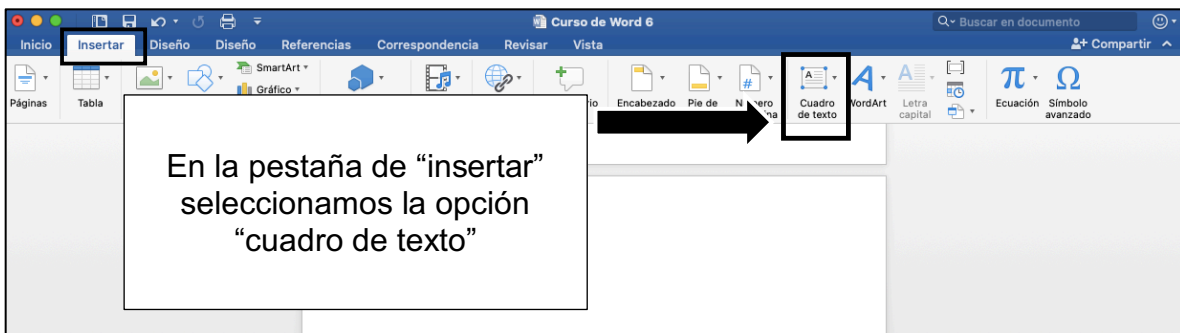 Curso de Word 6
Buscar en documento
Inicio Insertar Diseño Diseño Referencias Correspondencia Revisar Vista
Compartir
SmartArt
Gráfico
Páginas Tabla Encabezado Pie de Cuadro de texto WordArt Letra capital Ecuación Símbolo avanzado
En la pestaña de “insertar”
seleccionamos la opción
“cuadro de texto”